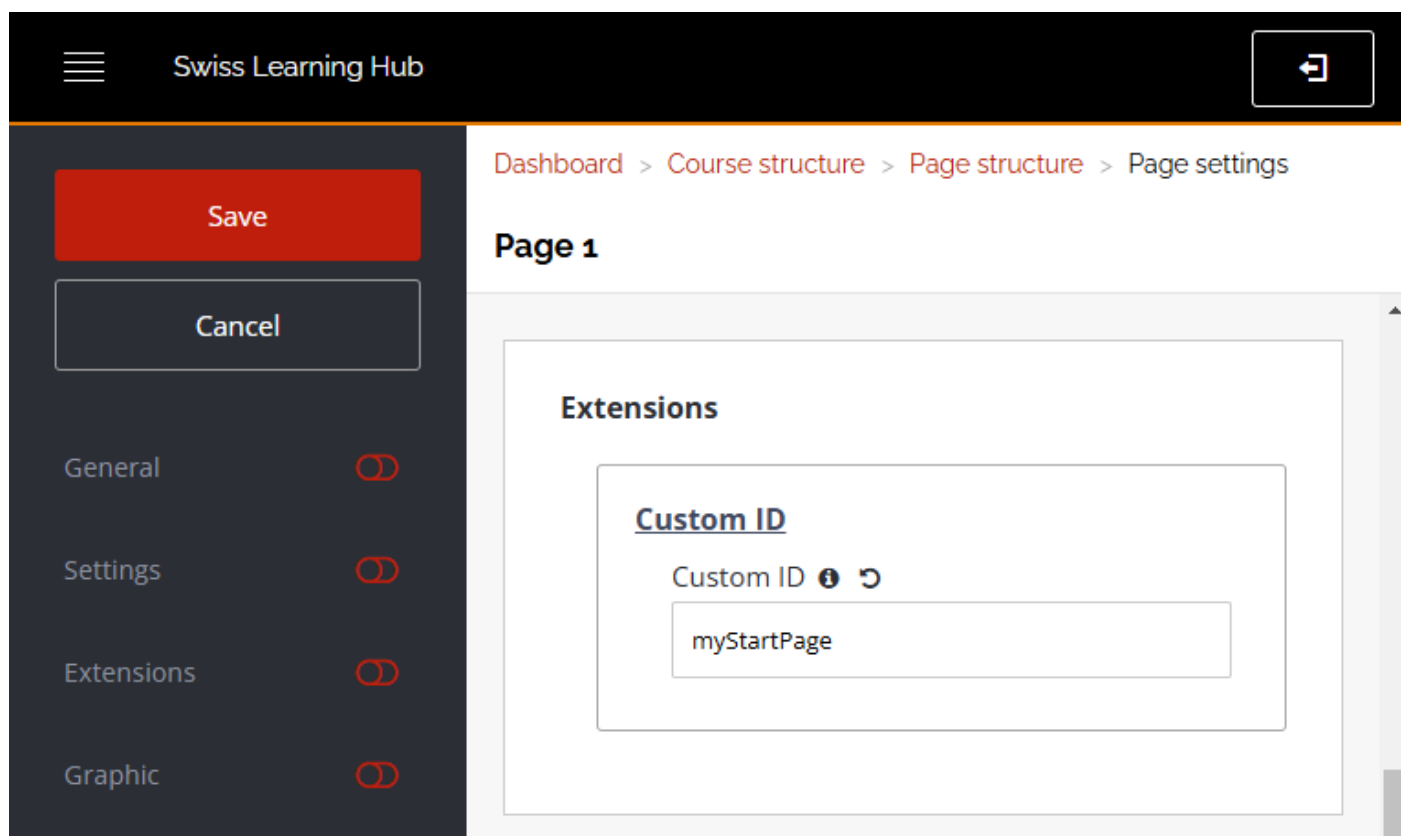 Swiss Learning Hub
Save
Cancel
General
Settings
Extensions
Graphic
Dashboard > Course structure > Page structure > Page settings
Page 1
Extensions
Custom ID
Custom ID
myStartPage